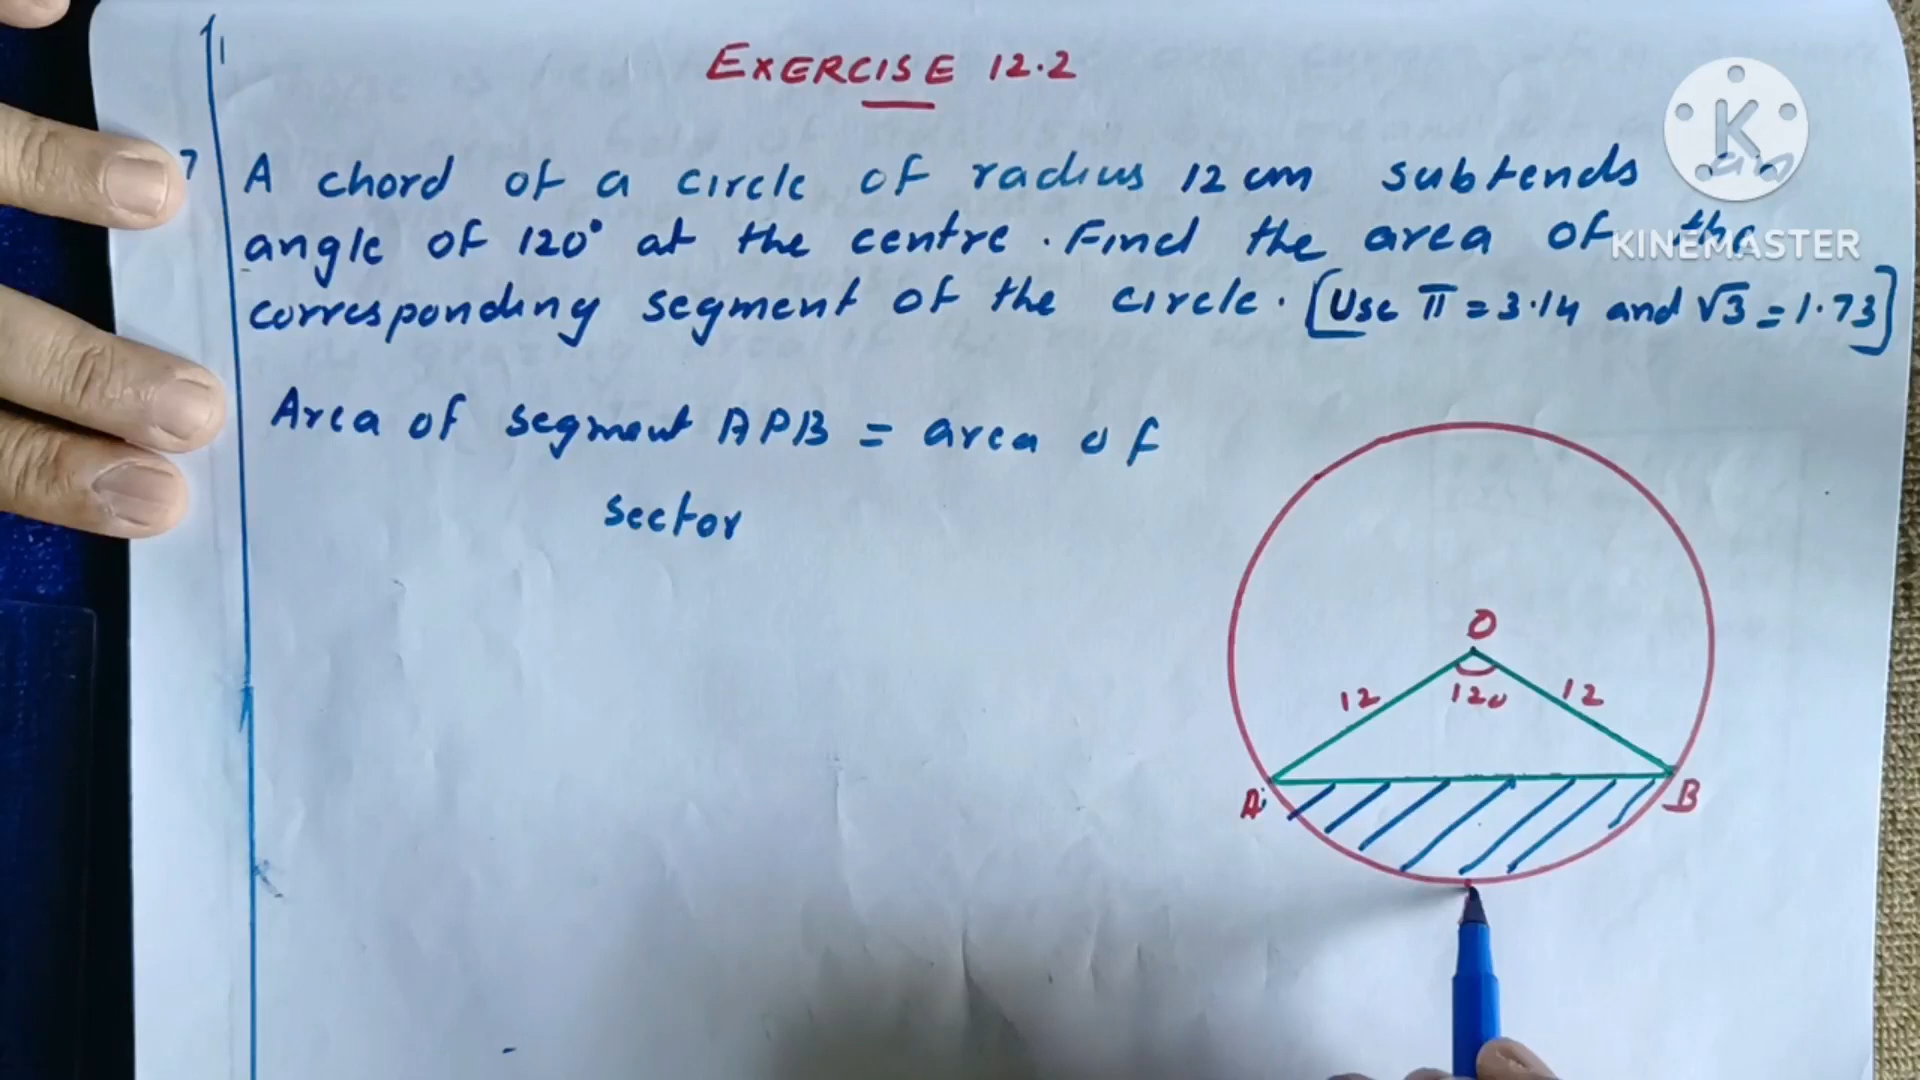 EXERCISE 12.2
7 A chord of a circle of radius 12 cm subtends an
angle of 120° at the centre. Find the area of the
corresponding segment of the circle. [Use π = 3.14 and √3 = 1.73]
Area of segment APB = area of
sector
O
12 120 12
A B
K
KINEMASTER